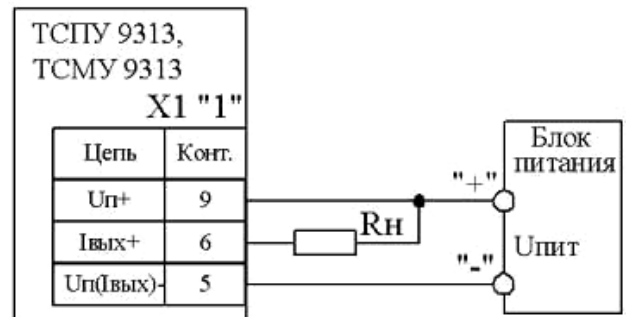 ТСПУ 9313,
ТСМУ 9313
X1 "1"
Цепь Конт.
Uп+ 9
Iвых+ 6
Uп(Iвых)- 5
Rн
"+"
"-"
Блок
питания
Uпит